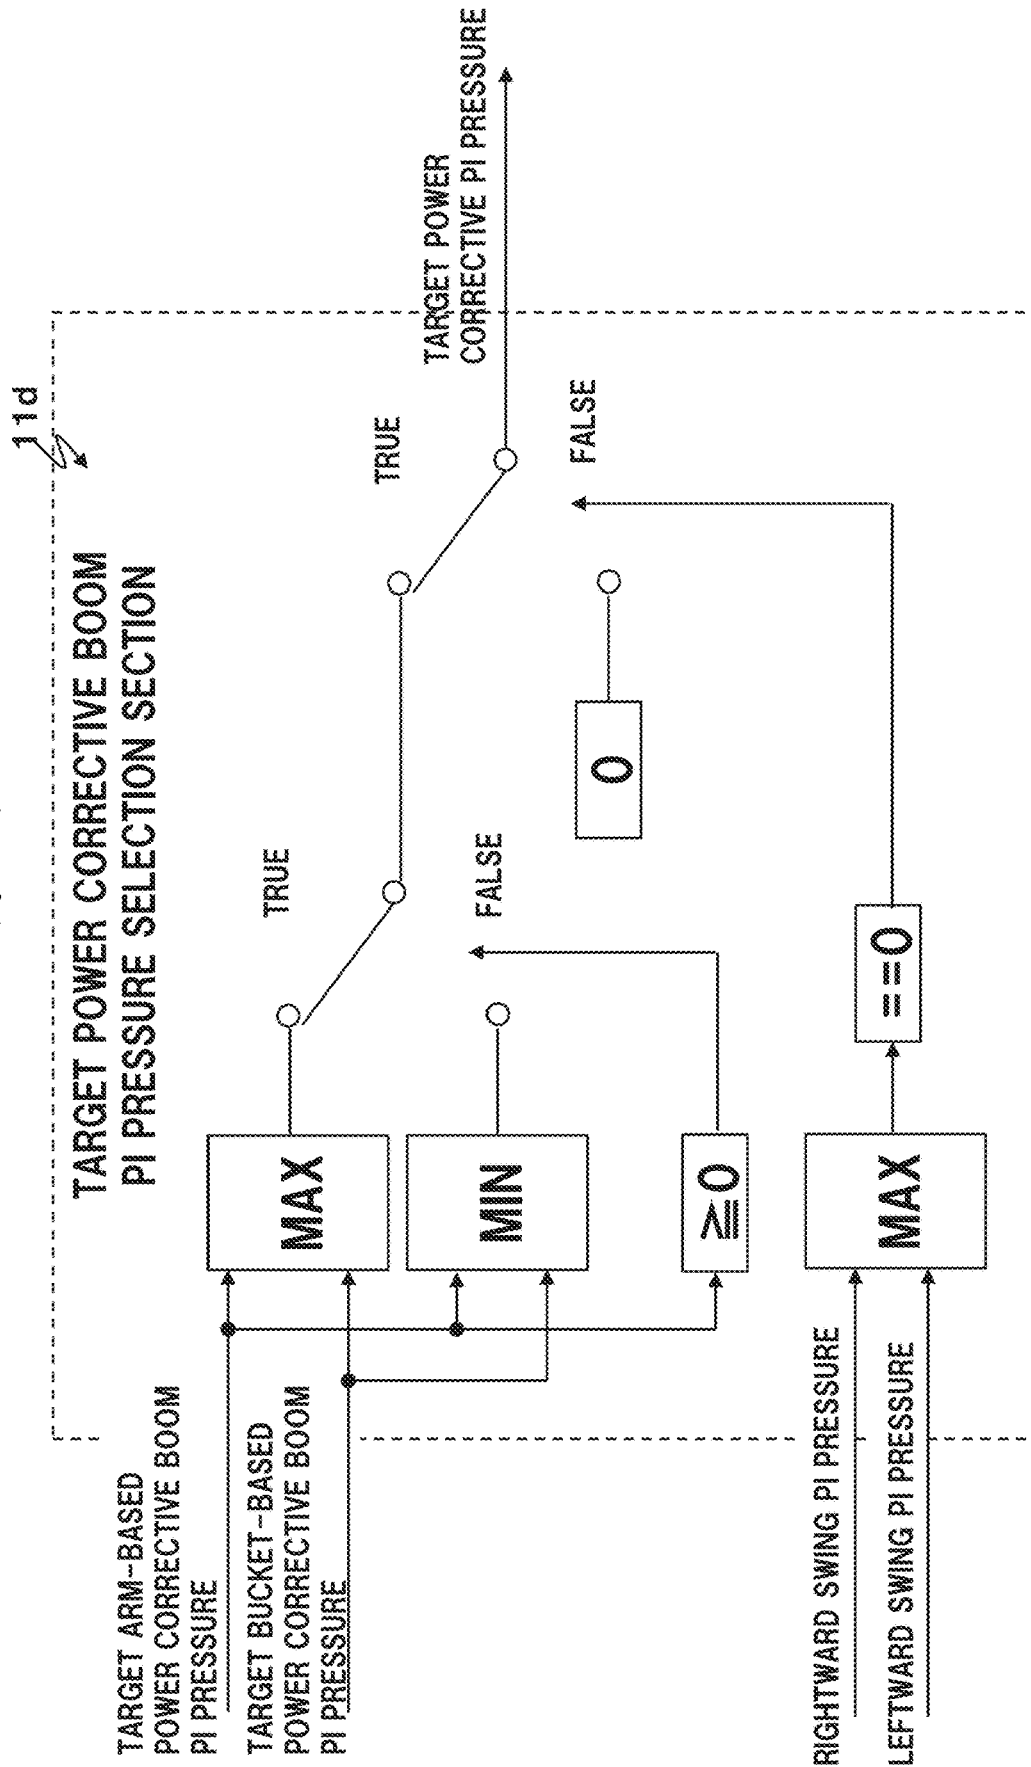 11d
TARGET POWER CORRECTIVE BOOM
PI PRESSURE SELECTION SECTION
TARGET ARM-BASED
POWER CORRECTIVE BOOM
PI PRESSURE
TARGET BUCKET-BASED
POWER CORRECTIVE BOOM
PI PRESSURE
MAX
MIN
≧0
TRUE
FALSE
0
TRUE
FALSE
TARGET POWER
CORRECTIVE PI PRESSURE
RIGHTWARD SWING PI PRESSURE
LEFTWARD SWING PI PRESSURE
MAX
==0